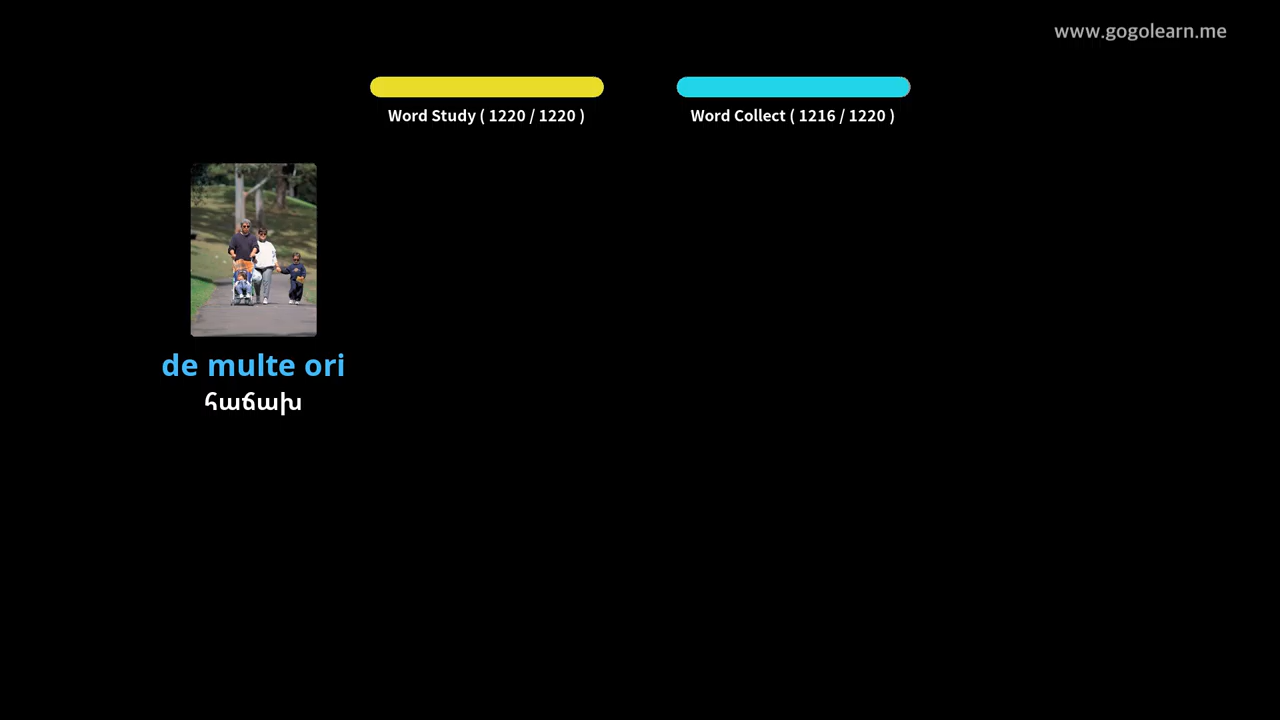 www.gogolearn.me
Word Study ( 1220 / 1220 )
Word Collect ( 1216 / 1220 )
de multe ori
հաճախ